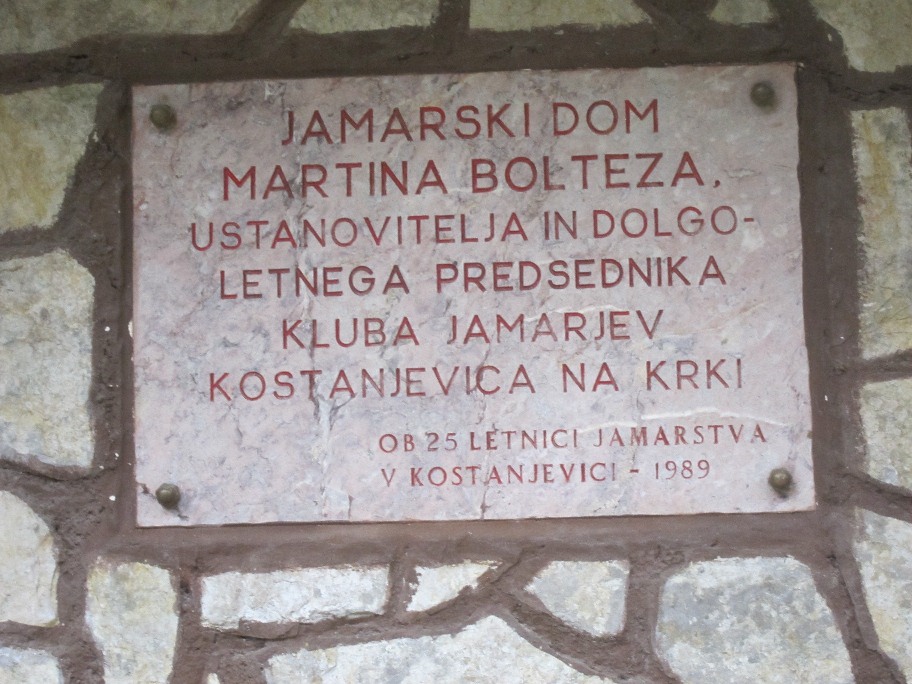 JAMARSKI DOM
MARTINA BOLTEZA,
USTANOVITELJA IN DOLGO-
LETNEGA PREDSEDNIKA
KLUBA JAMARJEV
KOSTANJEVICA NA KRKI
OB 25 LETNICI JAMARSTVA
V KOSTANJEVICI - 1989